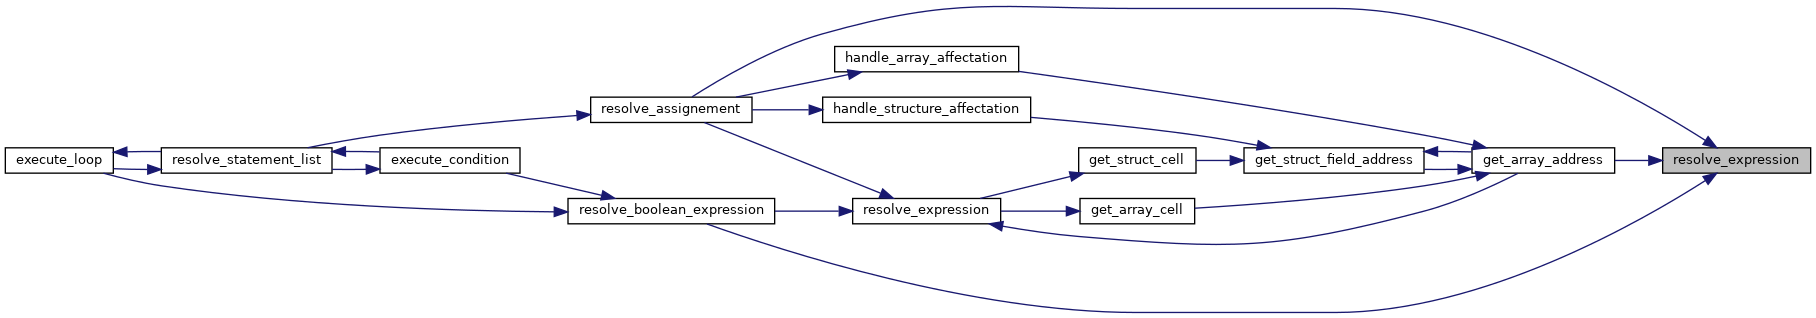 handle_array_affectation
resolve_assignement
handle_structure_affectation
execute_loop
resolve_statement_list
execute_condition
get_struct_cell
get_struct_field_address
get_array_address
resolve_expression
resolve_boolean_expression
resolve_expression
get_array_cell